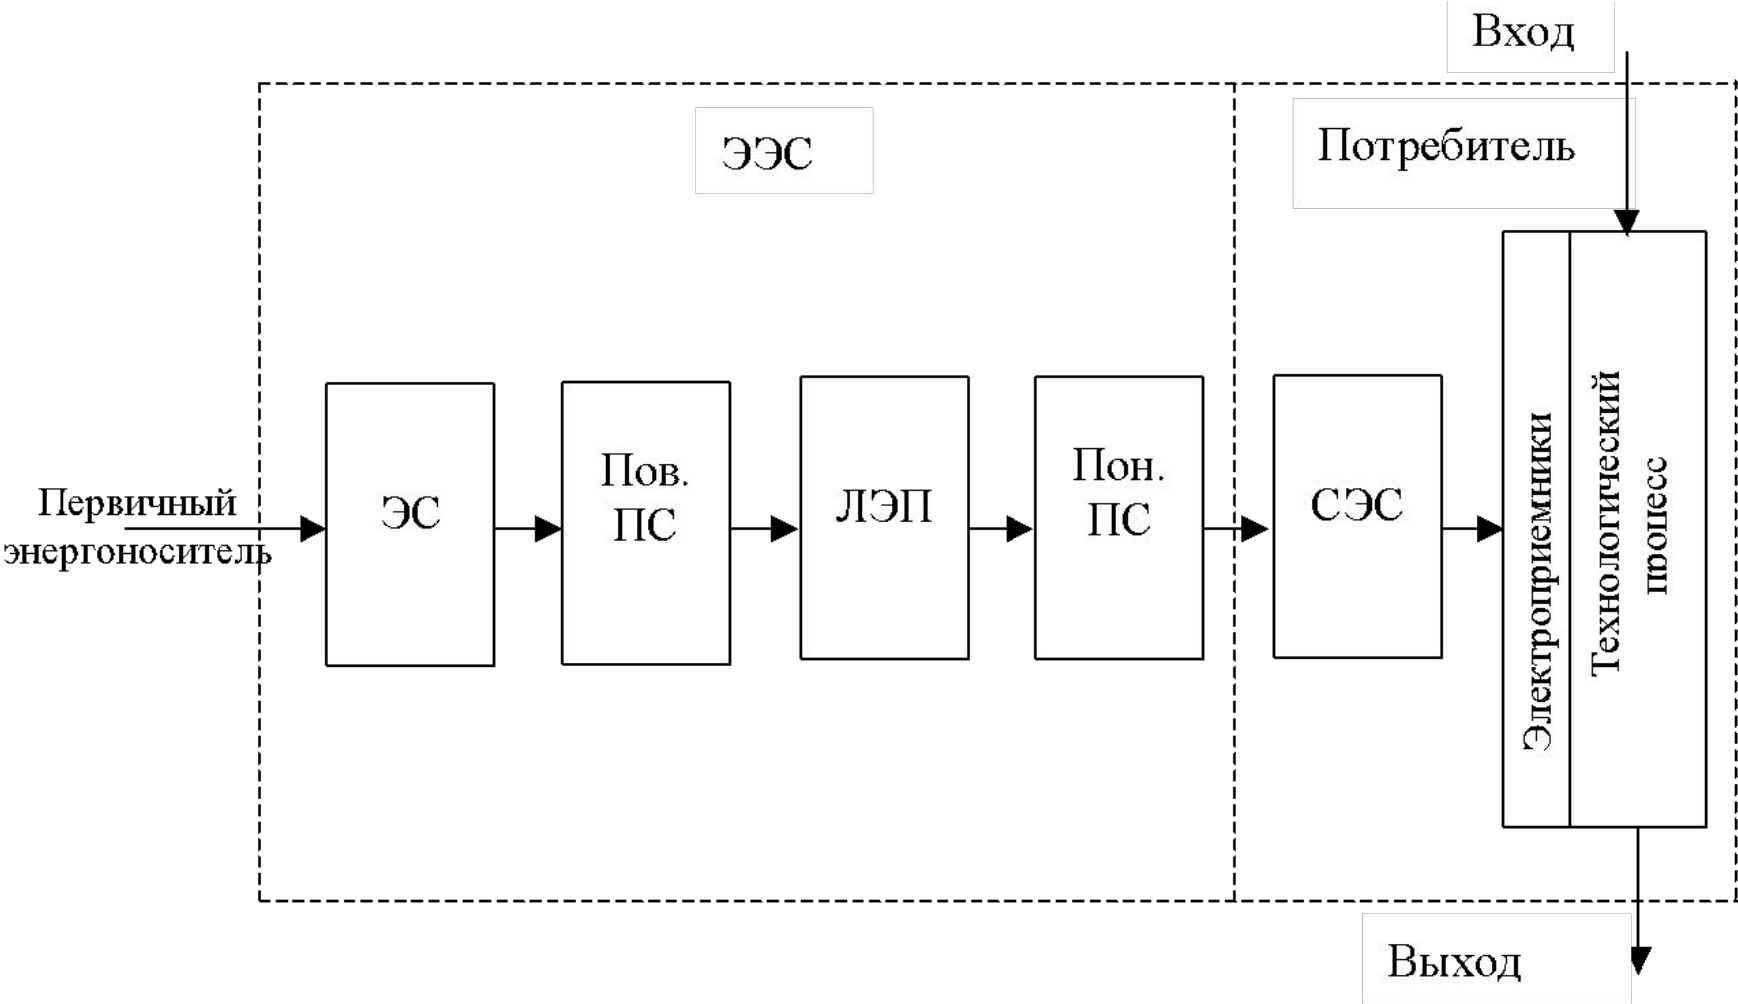 Вход
ЭЭС
Потребитель
Первичный
энергоноситель
ЭС
Пов.
ПС
ЛЭП
Пон.
ПС
СЭС
Электроприемники
Технологический
процесс
Выход